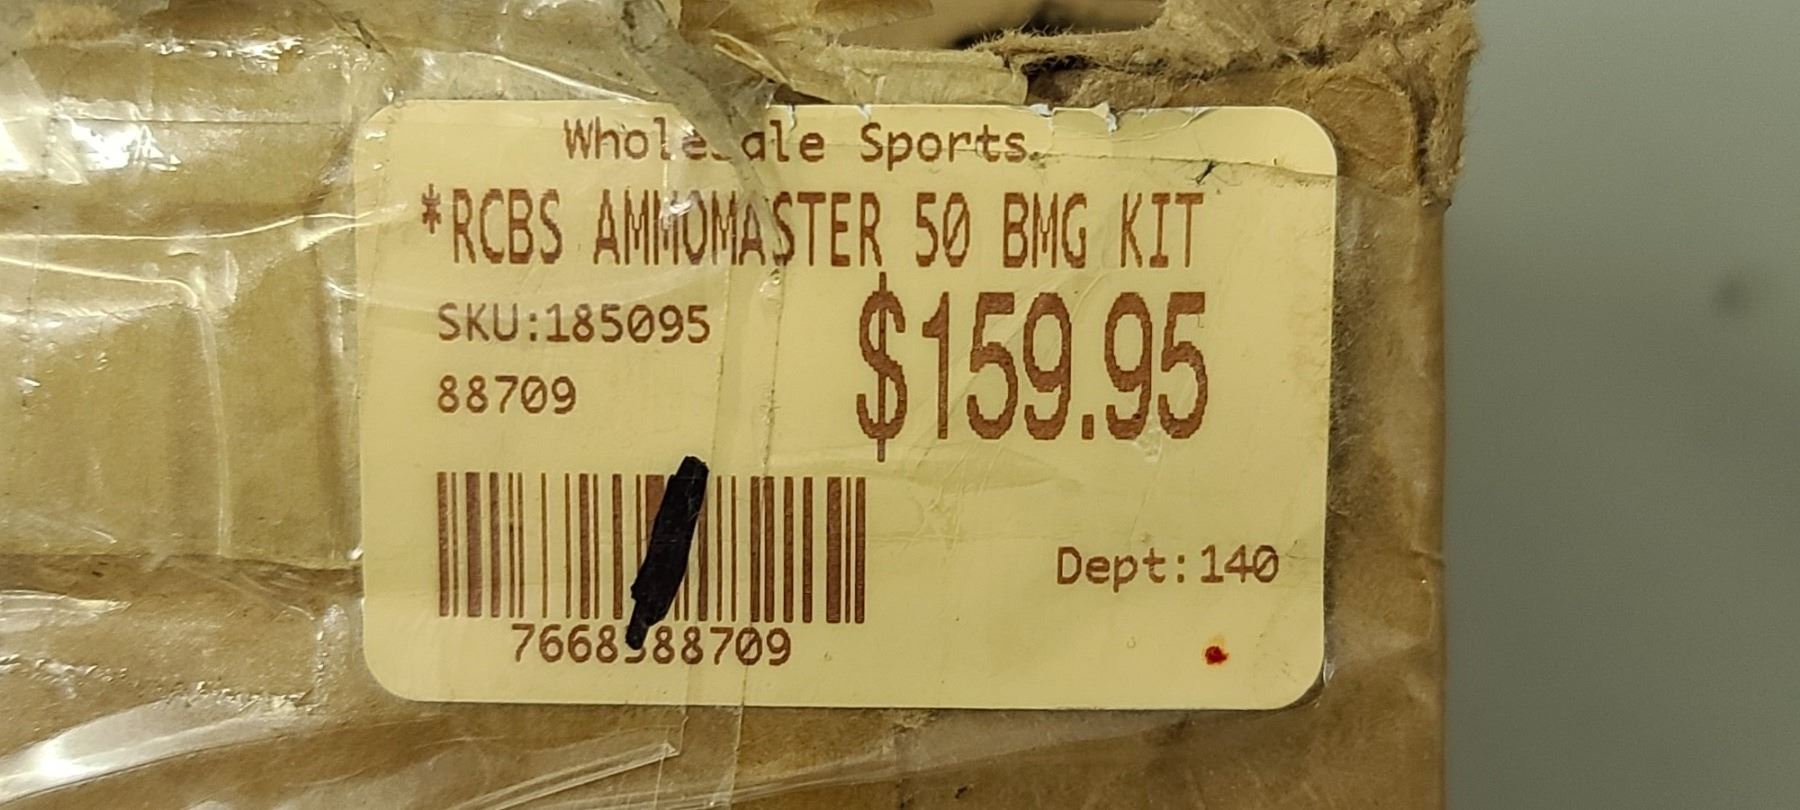 Wholesale Sports
*RCBS AMMOMASTER 50 BMG KIT
SKU:185095
$159.95
88709
Dept:140